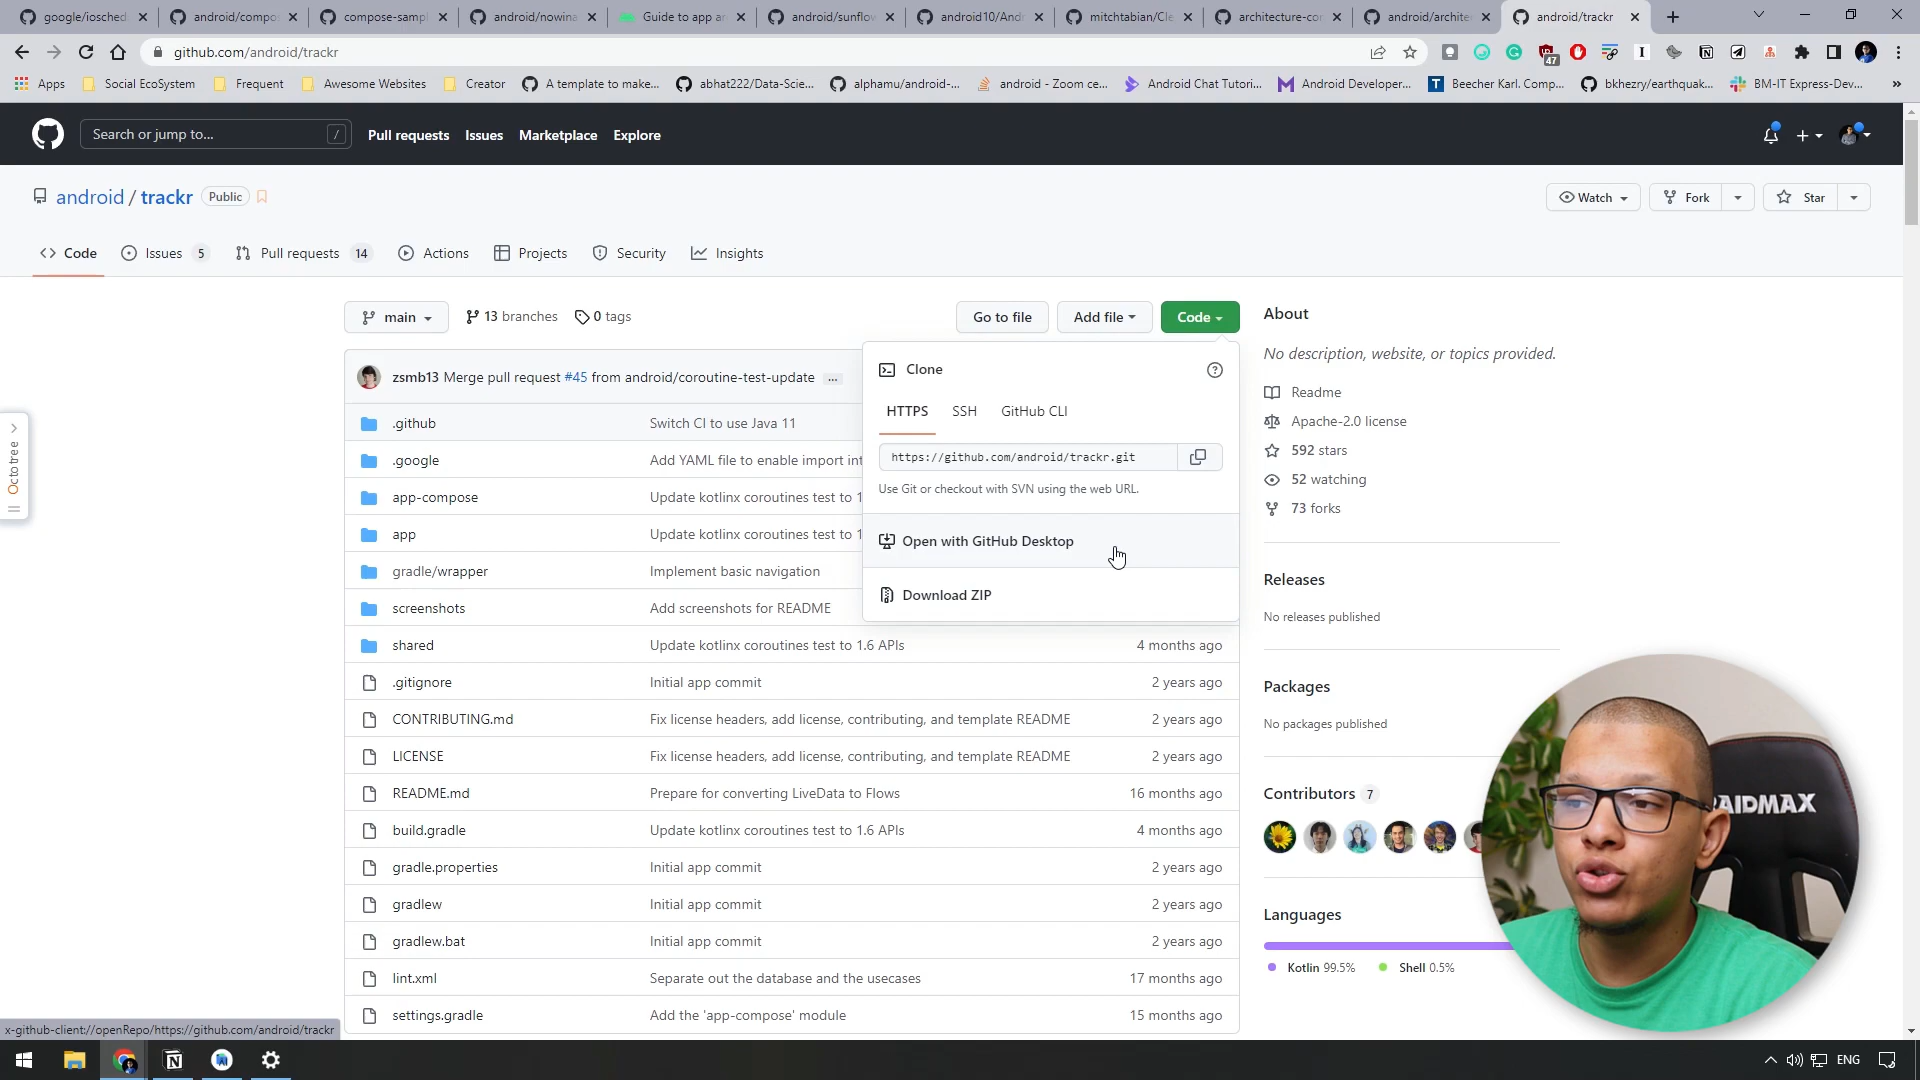 google/iosched
android/compo
compose-sampl
android/nowina
Guide to app ar
android/sunflow
android10/Andr
mitchtabian/Cle
architecture-con
android/archite
android/trackr
github.com/android/trackr
47
Apps
Social EcoSystem
Frequent
Awesome Websites
Creator
A template to make...
abhat222/Data-Scie...
alphamu/android-...
android - Zoom ce...
Android Chat Tutori...
Android Developer...
Beecher Karl. Comp...
bkhezry/earthquak...
BM-IT Express-Dev...
Search or jump to...
/
Pull requests
Issues
Marketplace
Explore
android / trackr
Public
Watch
Fork
Star
Code
Issues 5
Pull requests 14
Actions
Projects
Security
Insights
main
13 branches
0 tags
Go to file
Add file
Code
About
No description, website, or topics provided.
zsmb13 Merge pull request #45 from android/coroutine-test-update ...
Clone
HTTPS
SSH
GitHub CLI
https://github.com/android/trackr.git
Use Git or checkout with SVN using the web URL.
Open with GitHub Desktop
Download ZIP
Octotree
.github Switch CI to use Java 11
.google Add YAML file to enable import int
app-compose Update kotlinx coroutines test to 1
app Update kotlinx coroutines test to 1
gradle/wrapper Implement basic navigation
screenshots Add screenshots for README
shared Update kotlinx coroutines test to 1.6 APIs 4 months ago
.gitignore Initial app commit 2 years ago
CONTRIBUTING.md Fix license headers, add license, contributing, and template README 2 years ago
LICENSE Fix license headers, add license, contributing, and template README 2 years ago
README.md Prepare for converting LiveData to Flows 16 months ago
build.gradle Update kotlinx coroutines test to 1.6 APIs 4 months ago
gradle.properties Initial app commit 2 years ago
gradlew Initial app commit 2 years ago
gradlew.bat Initial app commit 2 years ago
lint.xml Separate out the database and the usecases 17 months ago
settings.gradle Add the 'app-compose' module 15 months ago
Readme
Apache-2.0 license
592 stars
52 watching
73 forks
Releases
No releases published
Packages
No packages published
Contributors 7
Languages
Kotlin 99.5%
Shell 0.5%
AIDMAX
x-github-client://openRepo/https://github.com/android/trackr
ENG